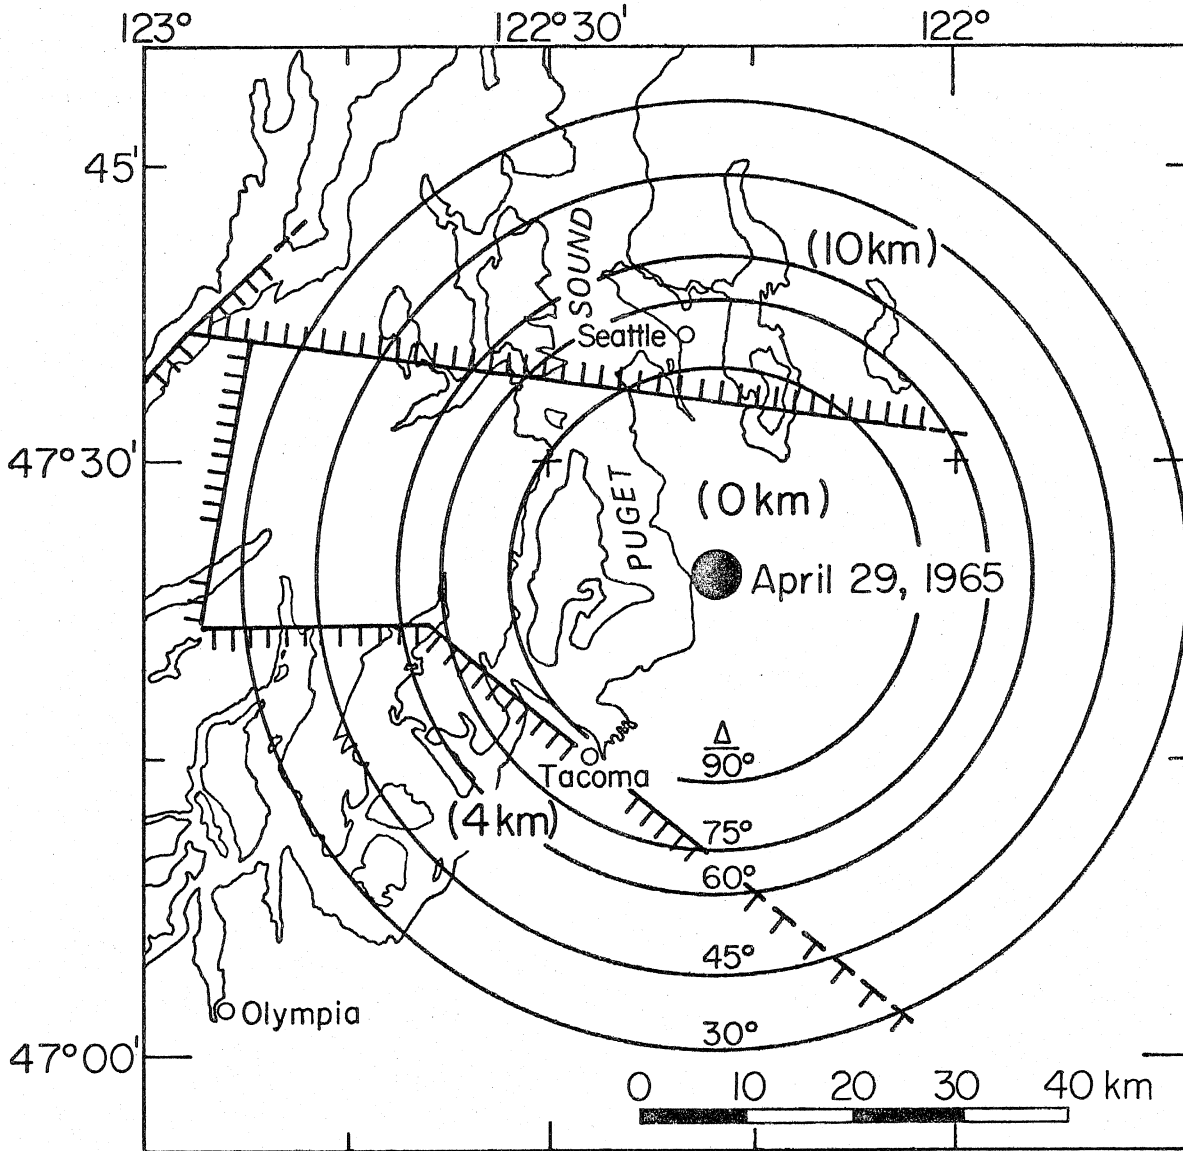 123° 122°30' 122°
45'
(10km)
SOUND
Seattle
47°30'
PUGET
(0km)
April 29, 1965
Δ
90°
Tacoma
(4km)
75°
60°
45°
30°
Olympia
47°00'
0 10 20 30 40 km